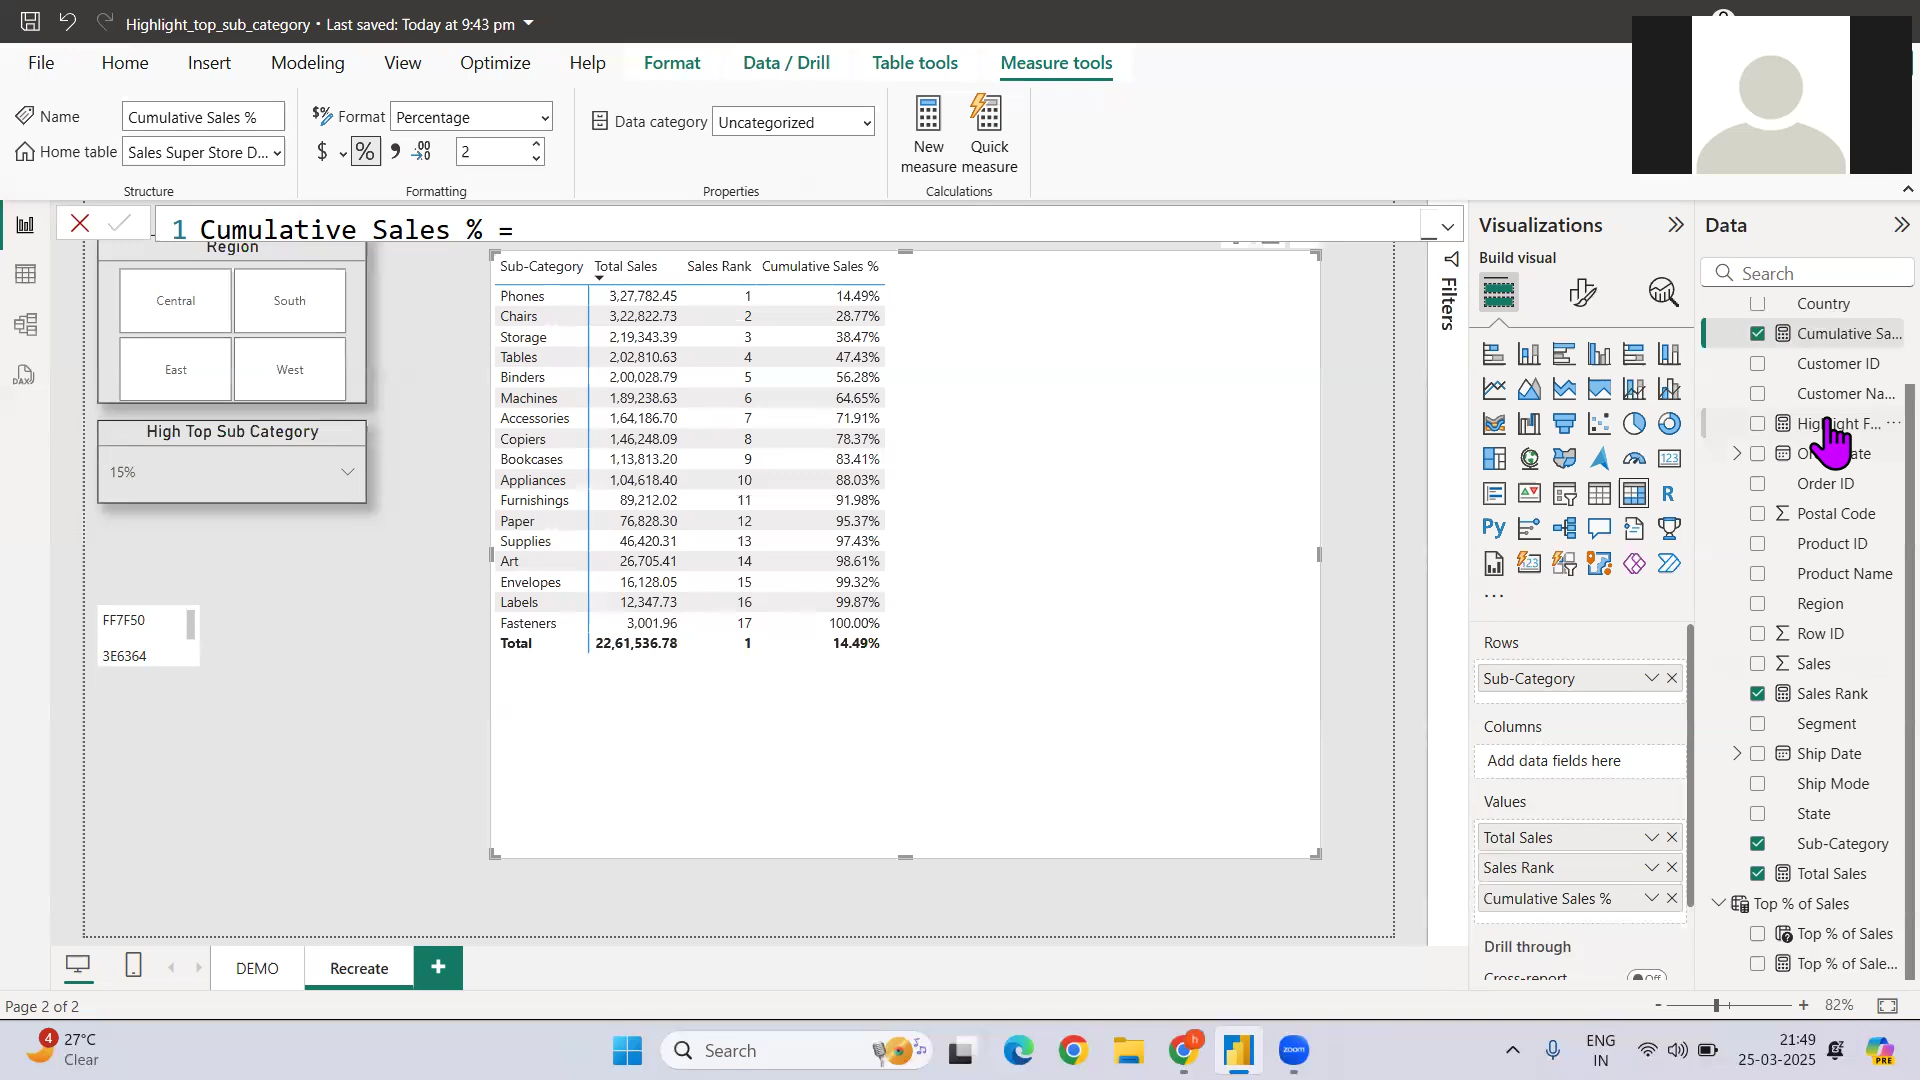 Highlight_top_sub_category • Last saved: Today at 9:43 pm
File Home Insert Modeling View Optimize Help Format Data / Drill Table tools Measure tools
Name Cumulative Sales % Format Percentage Data category Uncategorized New measure Quick measure
Home table Sales Super Store D... $ % 9 .00 2
Structure Formatting Properties Calculations
1 Cumulative Sales % =
Region
Central South
East West
High Top Sub Category
15%
FF7F50
3E6364
Sub-Category Total Sales Sales Rank Cumulative Sales %
Phones 3,27,782.45 1 14.49%
Chairs 3,22,822.73 2 28.77%
Storage 2,19,343.39 3 38.47%
Tables 2,02,810.63 4 47.43%
Binders 2,00,028.79 5 56.28%
Machines 1,89,238.63 6 64.65%
Accessories 1,64,186.70 7 71.91%
Copiers 1,46,248.09 8 78.37%
Bookcases 1,13,813.20 9 83.41%
Appliances 1,04,618.40 10 88.03%
Furnishings 89,212.02 11 91.98%
Paper 76,828.30 12 95.37%
Supplies 46,420.31 13 97.43%
Art 26,705.41 14 98.61%
Envelopes 16,128.05 15 99.32%
Labels 12,347.73 16 99.87%
Fasteners 3,001.96 17 100.00%
Total 22,61,536.78 1 14.49%
Filters
Visualizations
Build visual
123
R
Py
Rows
Sub-Category
Columns
Add data fields here
Values
Total Sales
Sales Rank
Cumulative Sales %
Drill through
Cross-report Off
Data
Search
Country
Cumulative Sa...
Customer ID
Customer Na...
Order ID
Postal Code
Product ID
Product Name
Region
Row ID
Sales
Sales Rank
Segment
Ship Date
Ship Mode
State
Sub-Category
Total Sales
Top % of Sales
Top % of Sales
Top % of Sale...
DEMO Recreate +
Page 2 of 2 - + 82%
4 27°C
Clear
Search
zoom
ENG
IN
21:49
25-03-2025
PRE